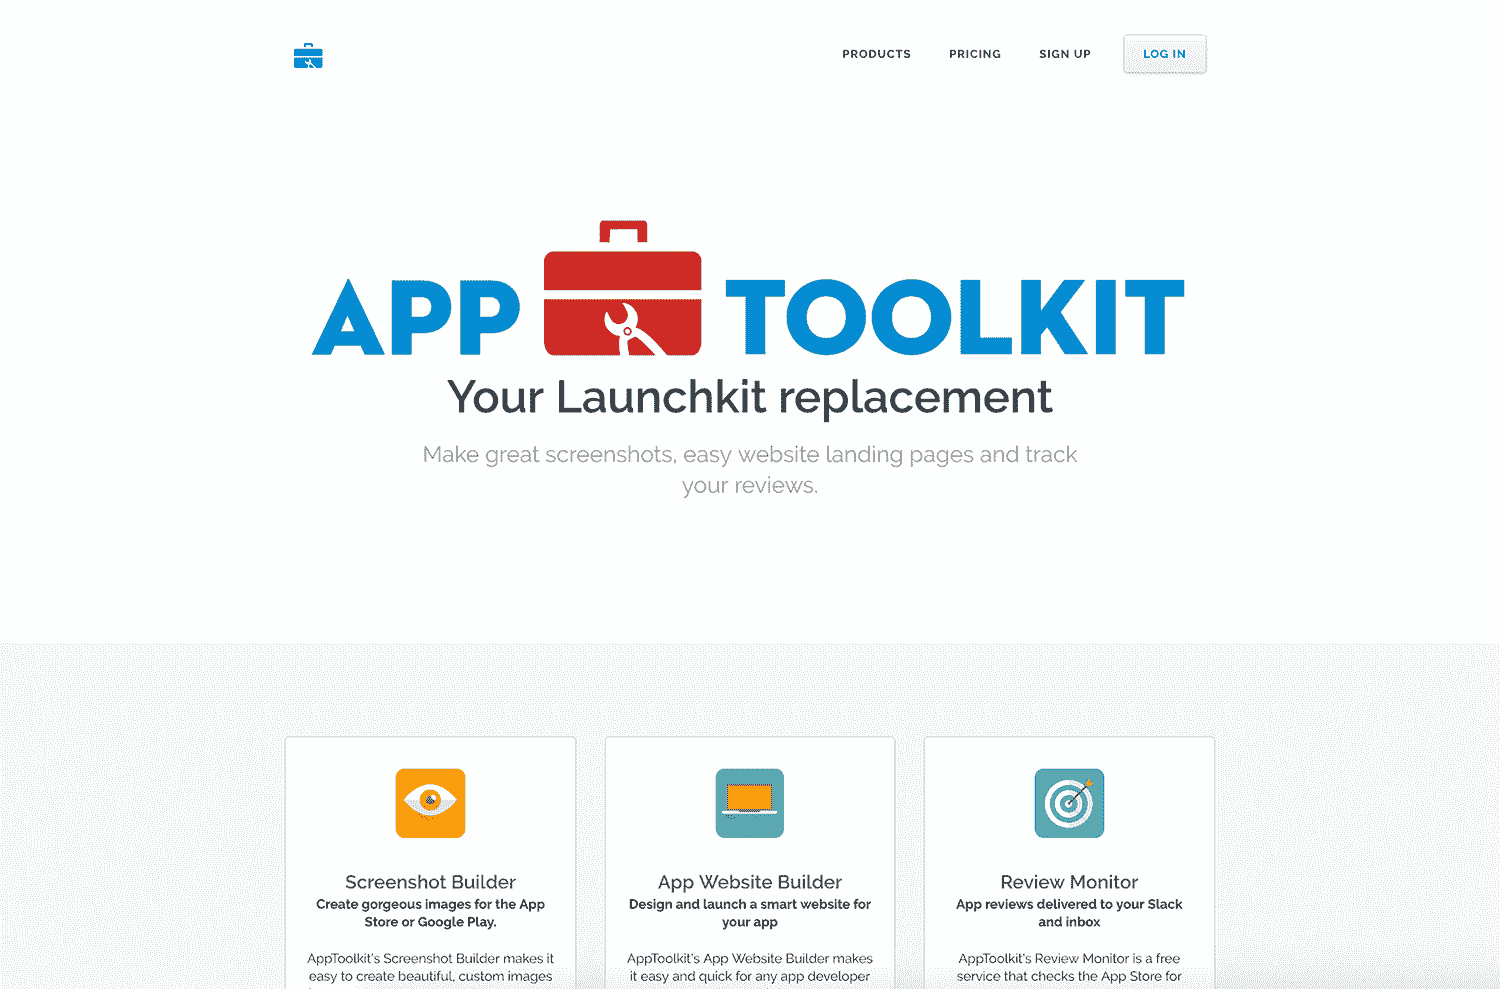 PRODUCTS PRICING SIGN UP LOG IN
APP TOOLKIT
Your Launchkit replacement
Make great screenshots, easy website landing pages and track
your reviews.
Screenshot Builder
Create gorgeous images for the App
Store or Google Play.
AppToolkit's Screenshot Builder makes it
easy to create beautiful, custom images
App Website Builder
Design and launch a smart website for
your app
AppToolkit's App Website Builder makes
it easy and quick for any app developer
Review Monitor
App reviews delivered to your Slack
and inbox
AppToolkit's Review Monitor is a free
service that checks the App Store for